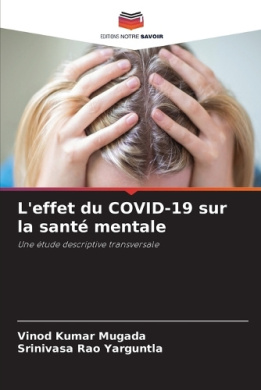 EDITIONS NOTRE SAVOIR
L'effet du COVID-19 sur
la santé mentale
Une étude descriptive transversale
Vinod Kumar Mugada
Srinivasa Rao Yarguntla